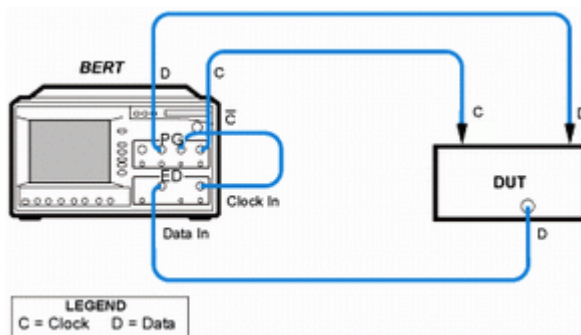 BERT
D
C
C̅
PG
ED
Clock In
Data In
C
D
DUT
D
LEGEND
C = Clock D = Data